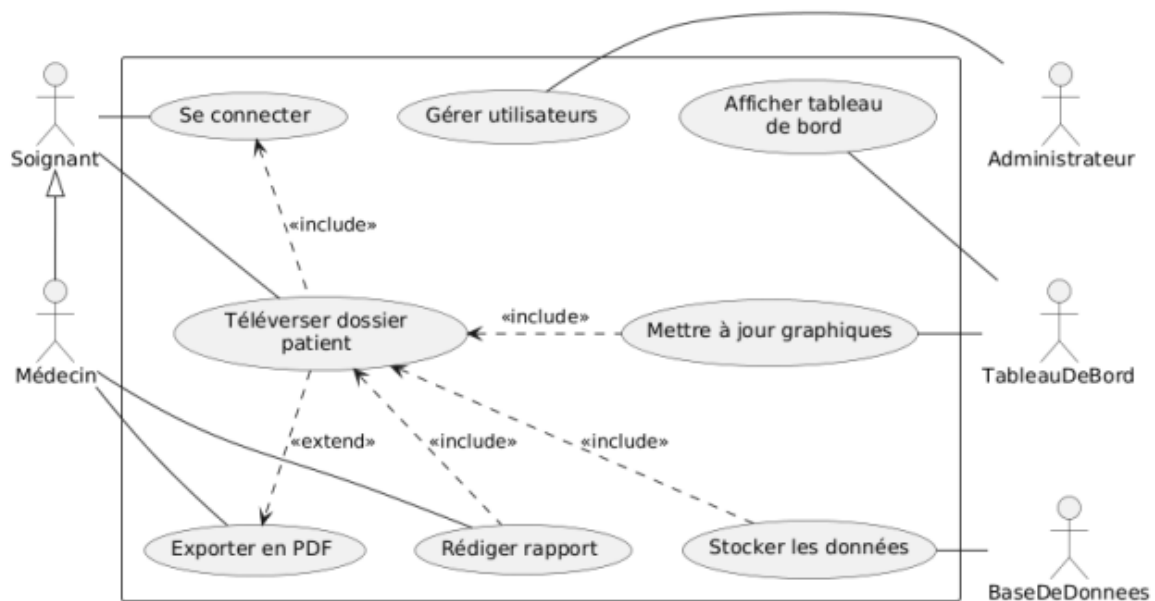 Se connecter
Gérer utilisateurs
Afficher tableau
de bord
Soignant
Administrateur
«include»
Téléverser dossier
patient
«include»
Mettre à jour graphiques
Médecin
TableauDeBord
«extend»
«include»
«include»
Exporter en PDF
Rédiger rapport
Stocker les données
BaseDeDonnees